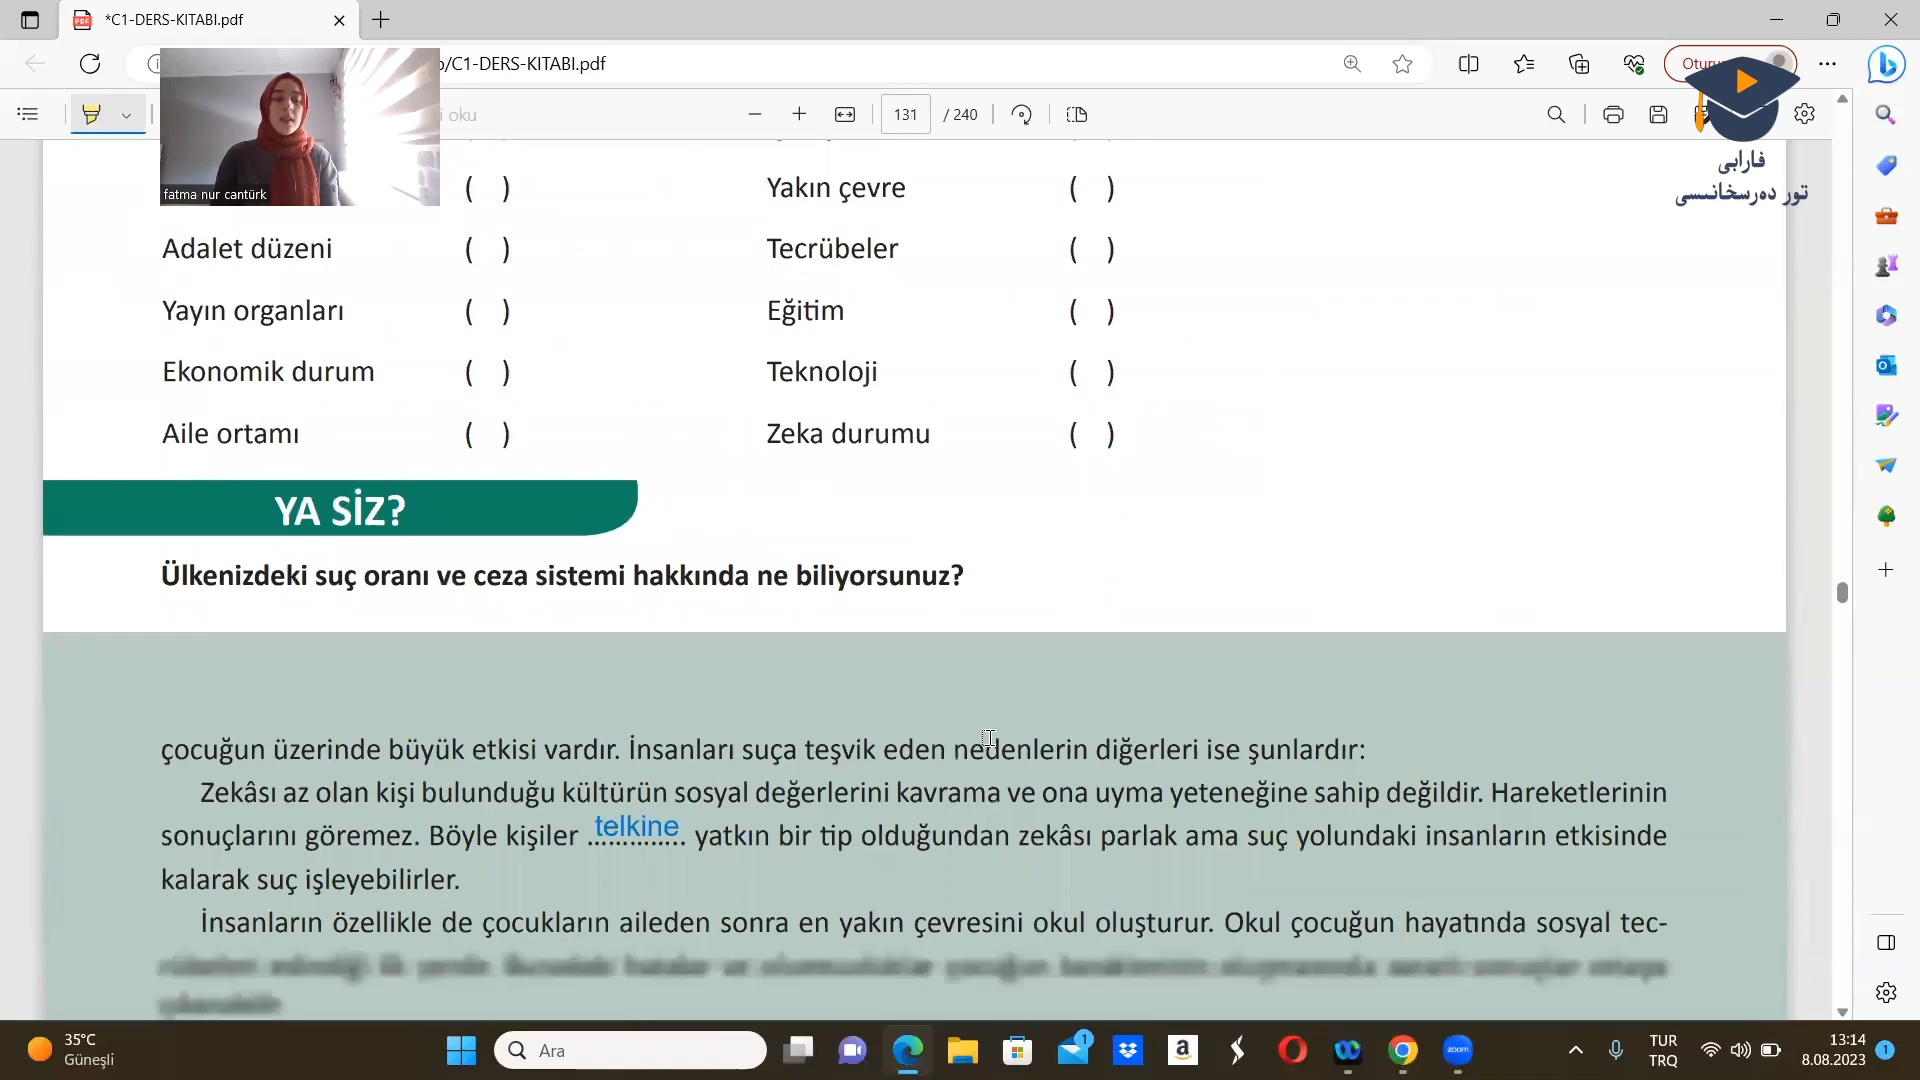 *C1-DERS-KITABI.pdf
/C1-DERS-KITABI.pdf
oku
131 / 240
فارابى
تور دەرسخانىسى
fatma nur cantürk
( ) Yakın çevre ( )
Adalet düzeni ( ) Tecrübeler ( )
Yayın organları ( ) Eğitim ( )
Ekonomik durum ( ) Teknoloji ( )
Aile ortamı ( ) Zeka durumu ( )
YA SİZ?
Ülkenizdeki suç oranı ve ceza sistemi hakkında ne biliyorsunuz?
çocuğun üzerinde büyük etkisi vardır. İnsanları suça teşvik eden nedenlerin diğerleri ise şunlardır:
Zekâsı az olan kişi bulunduğu kültürün sosyal değerlerini kavrama ve ona uyma yeteneğine sahip değildir. Hareketlerinin
sonuçlarını göremez. Böyle kişiler telkine .............. yatkın bir tip olduğundan zekâsı parlak ama suç yolundaki insanların etkisinde
kalarak suç işleyebilirler.
İnsanların özellikle de çocukların aileden sonra en yakın çevresini okul oluşturur. Okul çocuğun hayatında sosyal tec-
35°C
Güneşli
Ara
zoom
TUR
TRQ
13:14
8.08.2023